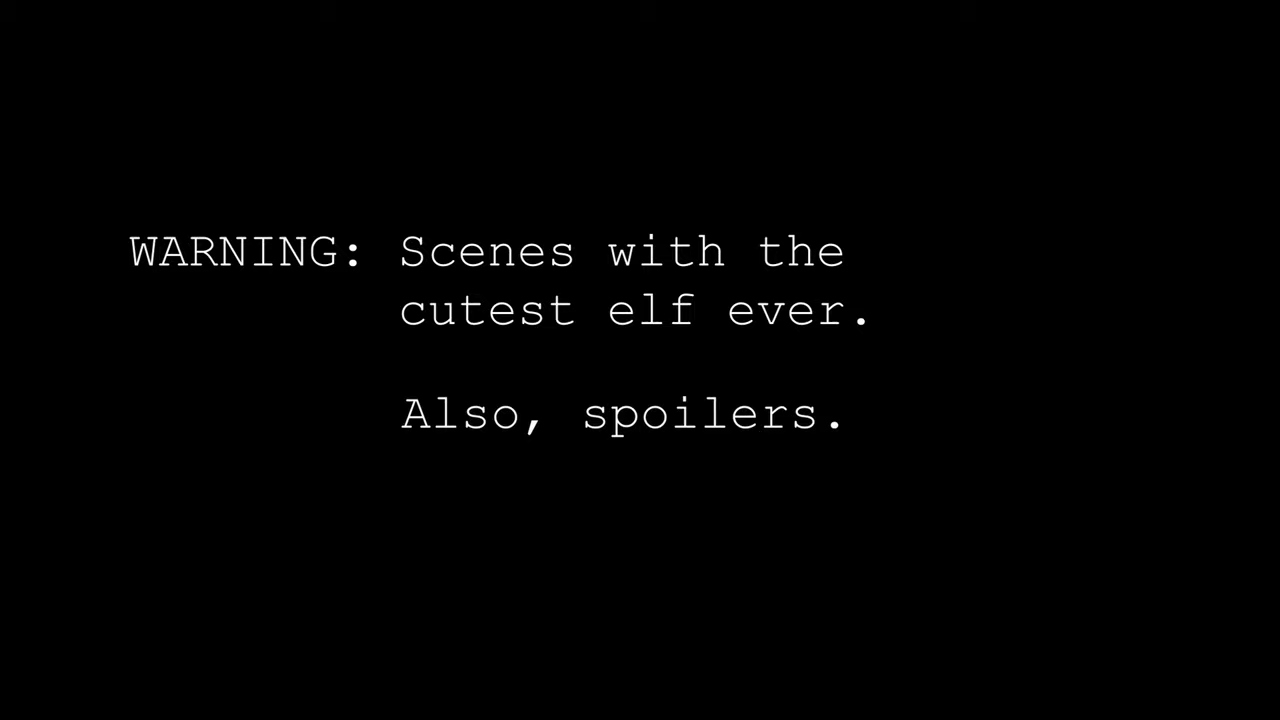 WARNING: Scenes with the
cutest elf ever.
Also, spoilers.